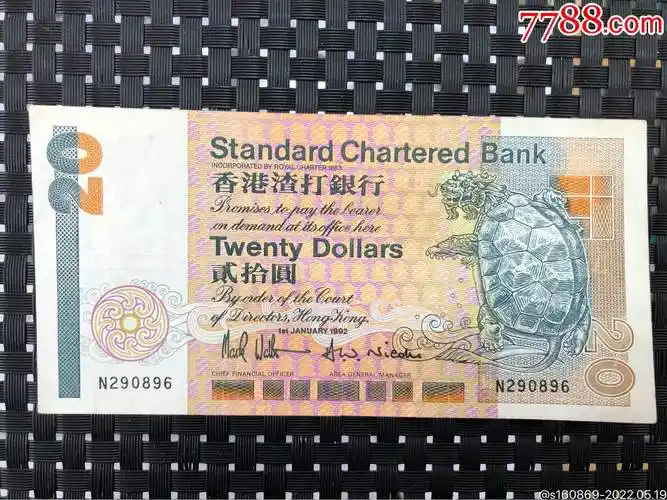 7788.com
20
Standard Chartered Bank
INCORPORATED BY ROYAL CHARTER 1853
香港渣打銀行
Promises to pay the bearer
on demand at its office here
Twenty Dollars
貳拾圓
By order of the Court
of Directors, Hong Kong.
1st JANUARY 1992
CHIEF FINANCIAL OFFICER
AREA GENERAL MANAGER
N290896
N290896
20
@s160869-2022.06.19